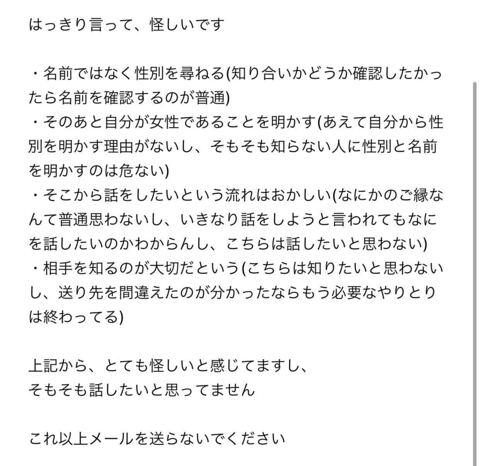 はっきり言って、怪しいです
・名前ではなく性別を尋ねる(知り合いかどうか確認したかっ
たら名前を確認するのが普通)
・そのあと自分が女性であることを明かす(あえて自分から性
別を明かす理由がないし、そもそも知らない人に性別と名前
を明かすのは危ない)
・そこから話をしたいという流れはおかしい(なにかのご縁な
んて普通思わないし、いきなり話をしようと言われてもなに
を話したいのかわからんし、こちらは話したいと思わない)
・相手を知るのが大切だという(こちらは知りたいと思わない
し、送り先を間違えたのが分かったならもう必要なやりとり
は終わってる)
上記から、とても怪しいと感じてますし、
そもそも話したいと思ってません
これ以上メールを送らないでください